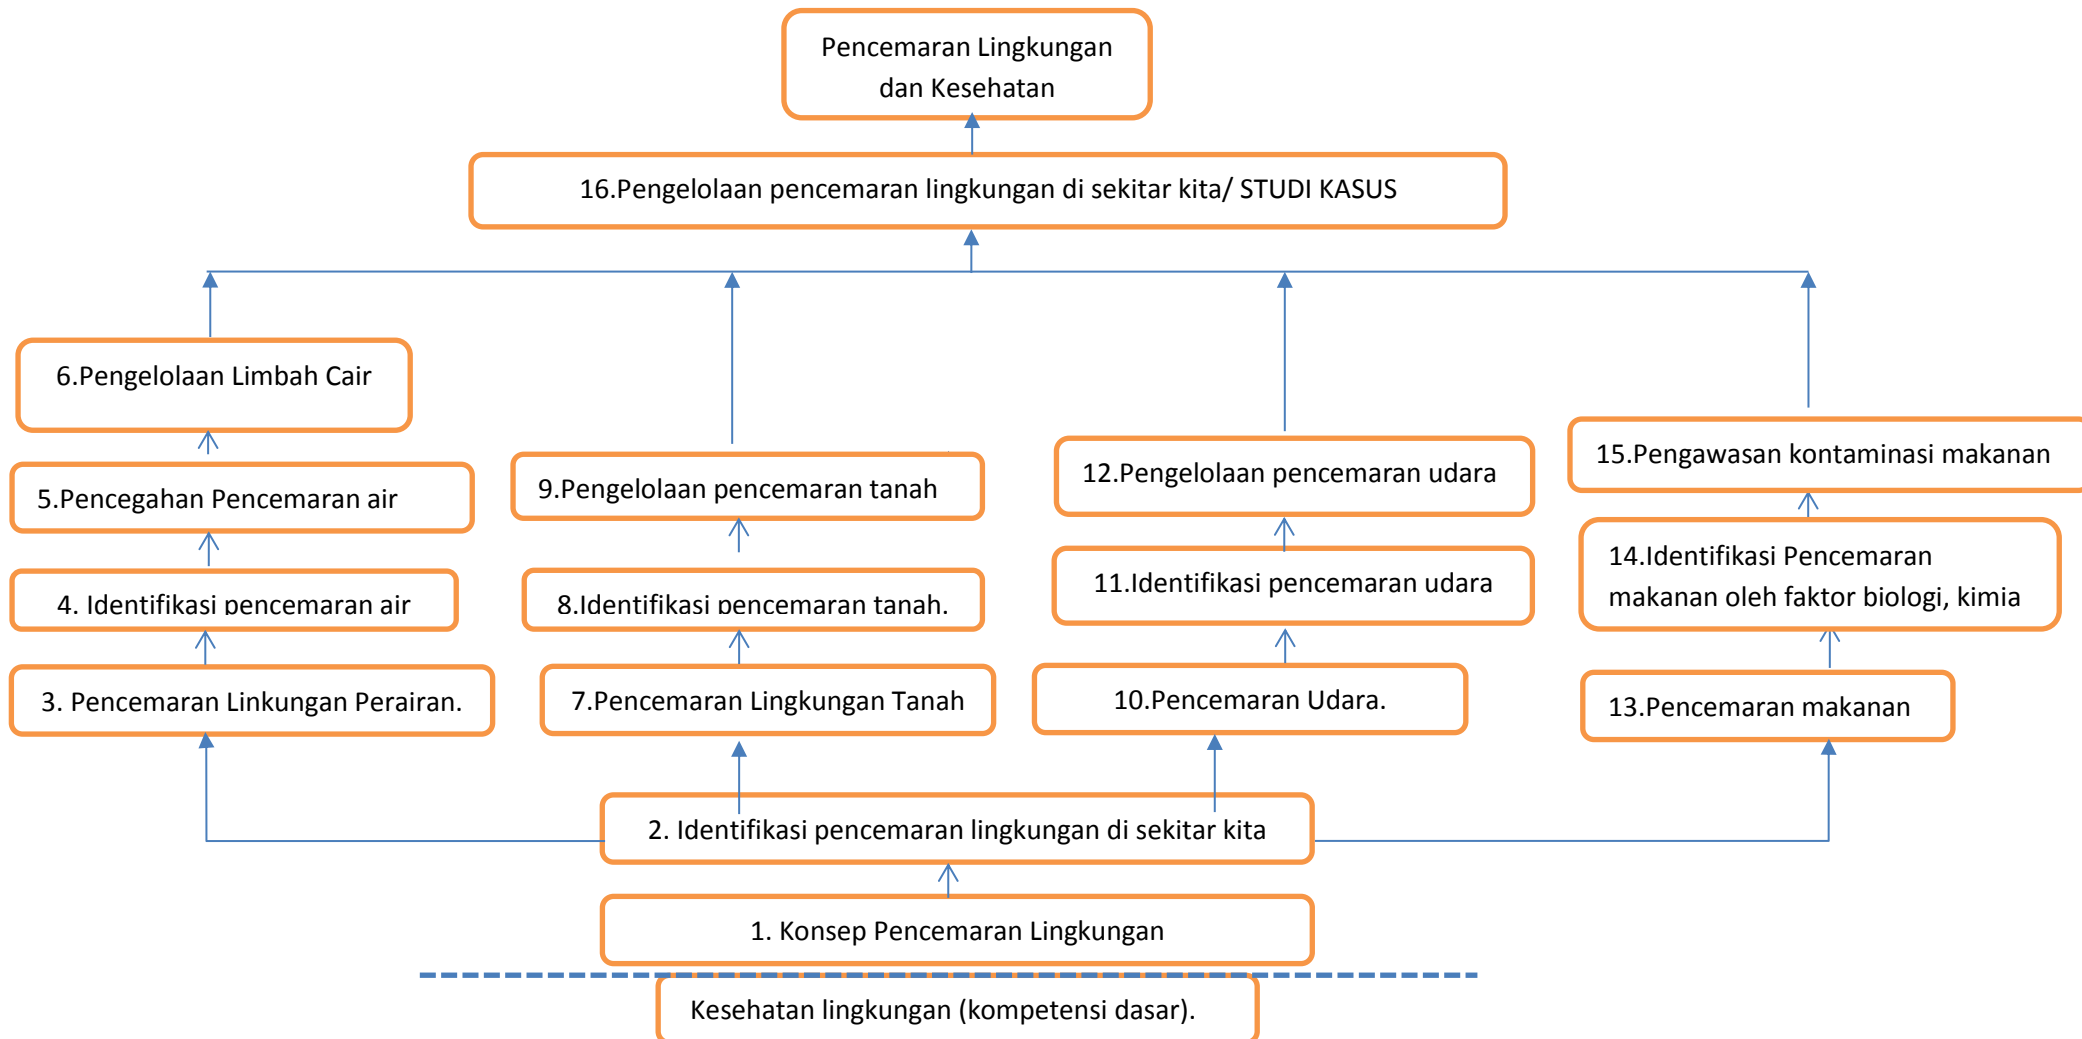 Pencemaran Lingkungan
dan Kesehatan
16.Pengelolaan pencemaran lingkungan di sekitar kita/ STUDI KASUS
6.Pengelolaan Limbah Cair
5.Pencegahan Pencemaran air
4. Identifikasi pencemaran air
3. Pencemaran Linkungan Perairan.
9.Pengelolaan pencemaran tanah
8.Identifikasi pencemaran tanah.
7.Pencemaran Lingkungan Tanah
12.Pengelolaan pencemaran udara
11.Identifikasi pencemaran udara
10.Pencemaran Udara.
15.Pengawasan kontaminasi makanan
14.Identifikasi Pencemaran
makanan oleh faktor biologi, kimia
13.Pencemaran makanan
2. Identifikasi pencemaran lingkungan di sekitar kita
1. Konsep Pencemaran Lingkungan
Kesehatan lingkungan (kompetensi dasar).